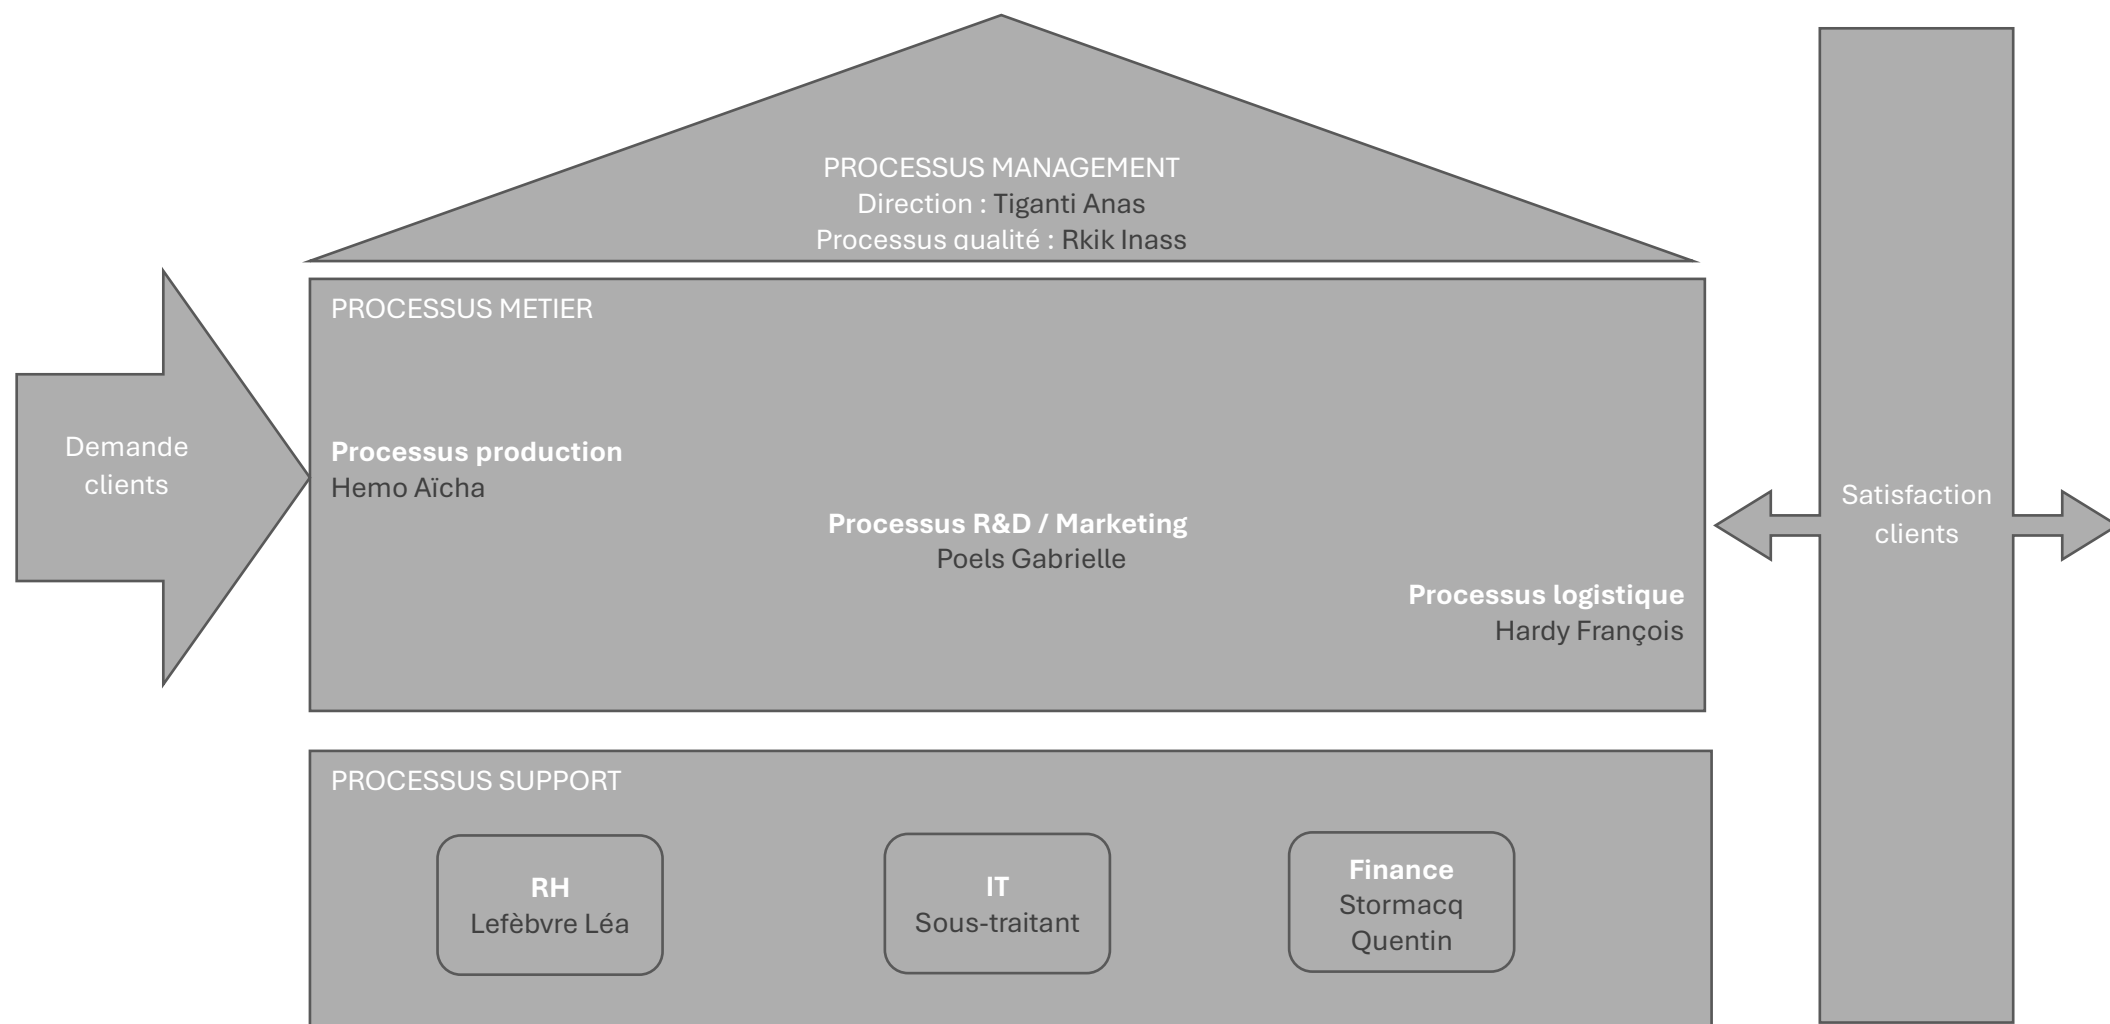 PROCESSUS MANAGEMENT
Direction : Tiganti Anas
Processus qualité : Rkik Inass
PROCESSUS METIER
Demande
clients
Processus production
Hemo Aïcha
Processus R&D / Marketing
Poels Gabrielle
Processus logistique
Hardy François
Satisfaction
clients
PROCESSUS SUPPORT
RH
Lefèbvre Léa
IT
Sous-traitant
Finance
Stormacq
Quentin